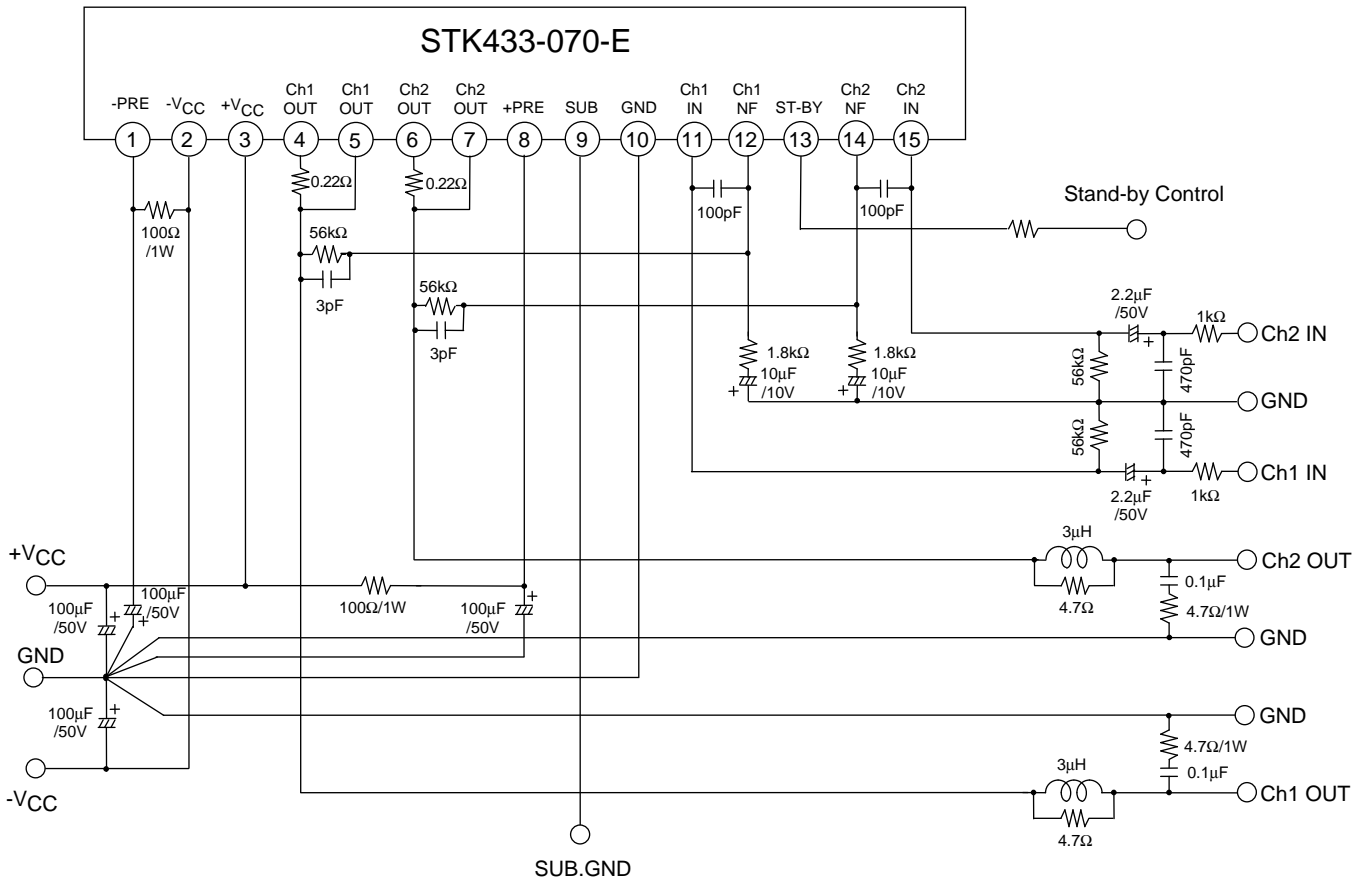 STK433-070-E
-PRE
-VCC
+VCC
Ch1
OUT
Ch1
OUT
Ch2
OUT
Ch2
OUT
+PRE
SUB
GND
Ch1
IN
Ch1
NF
ST-BY
Ch2
NF
Ch2
IN
1
2
3
4
5
6
7
8
9
10
11
12
13
14
15
0.22Ω
0.22Ω
100pF
100pF
Stand-by Control
100Ω
/1W
56kΩ
3pF
56kΩ
3pF
2.2µF
/50V
+
1kΩ
Ch2 IN
1.8kΩ
10µF
/10V
+
1.8kΩ
10µF
/10V
+
56kΩ
470pF
GND
56kΩ
470pF
Ch1 IN
+
2.2µF
/50V
1kΩ
3µH
Ch2 OUT
4.7Ω
0.1µF
4.7Ω/1W
GND
+VCC
100µF
/50V
+
100µF
/50V
+
100Ω/1W
100µF
/50V
+
GND
100µF
/50V
+
-VCC
GND
4.7Ω/1W
0.1µF
3µH
Ch1 OUT
4.7Ω
SUB.GND